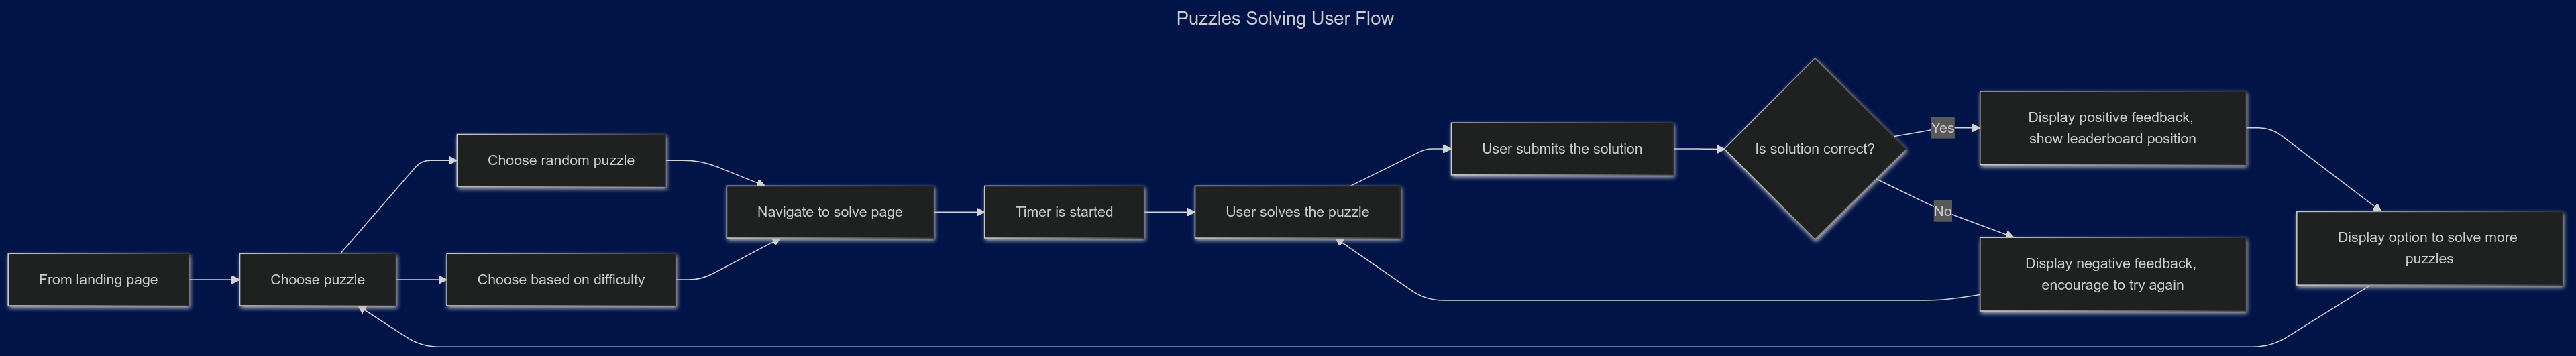 Puzzles Solving User Flow
From landing page
Choose puzzle
Choose random puzzle
Choose based on difficulty
Navigate to solve page
Timer is started
User solves the puzzle
User submits the solution
Is solution correct?
Yes
No
Display positive feedback,
show leaderboard position
Display negative feedback,
encourage to try again
Display option to solve more
puzzles